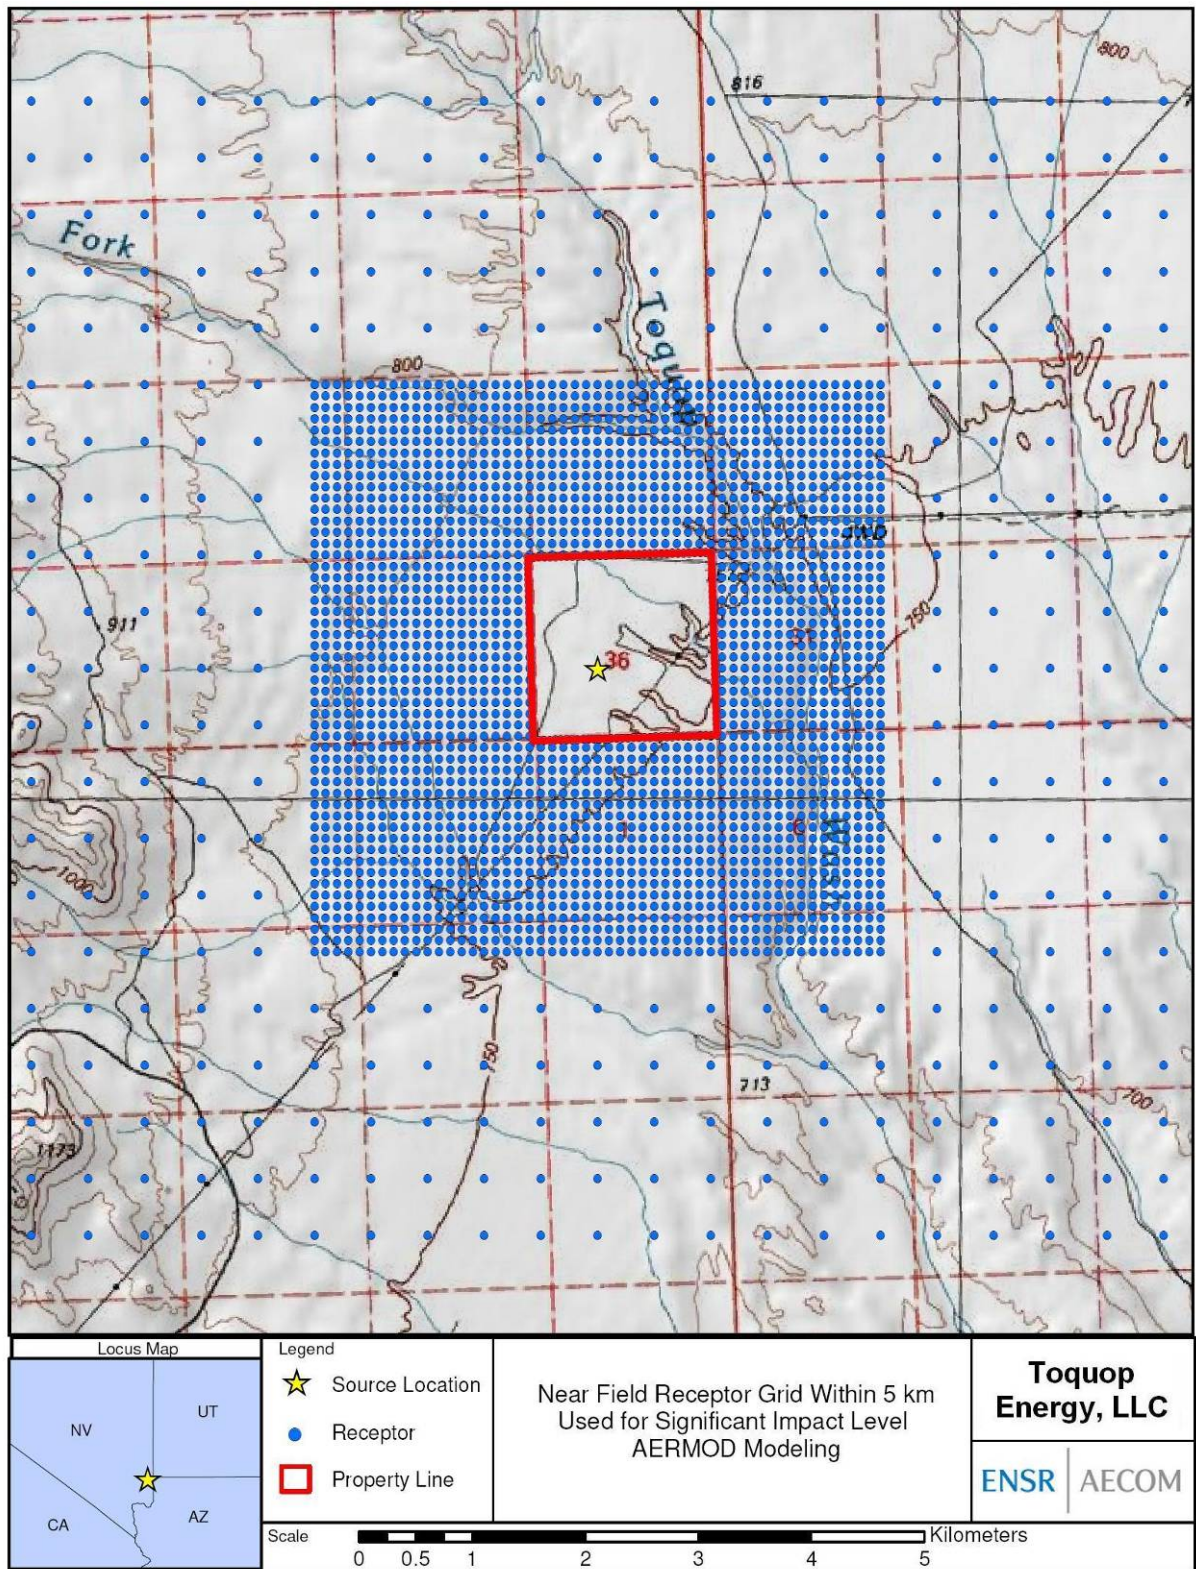 800
816
Fork
Toquop
800
4WD
750
911
31
36
1
6
Wash
1000
750
713
700
1173
Locus Map
NV
UT
CA
AZ
Legend
Source Location
Receptor
Property Line
Near Field Receptor Grid Within 5 km
Used for Significant Impact Level
AERMOD Modeling
Toquop
Energy, LLC
ENSR AECOM
Scale
Kilometers
0 0.5 1 2 3 4 5